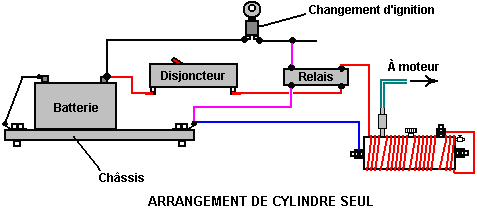 Changement d'ignition
Disjoncteur
Relais
À moteur
Batterie
Châssis
ARRANGEMENT DE CYLINDRE SEUL